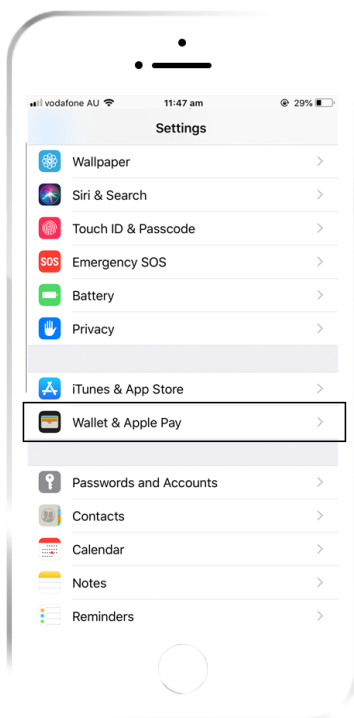 vodafone AU 11:47 am 29%
Settings
Wallpaper
Siri & Search
Touch ID & Passcode
SOS Emergency SOS
Battery
Privacy
iTunes & App Store
Wallet & Apple Pay
Passwords and Accounts
Contacts
Calendar
Notes
Reminders